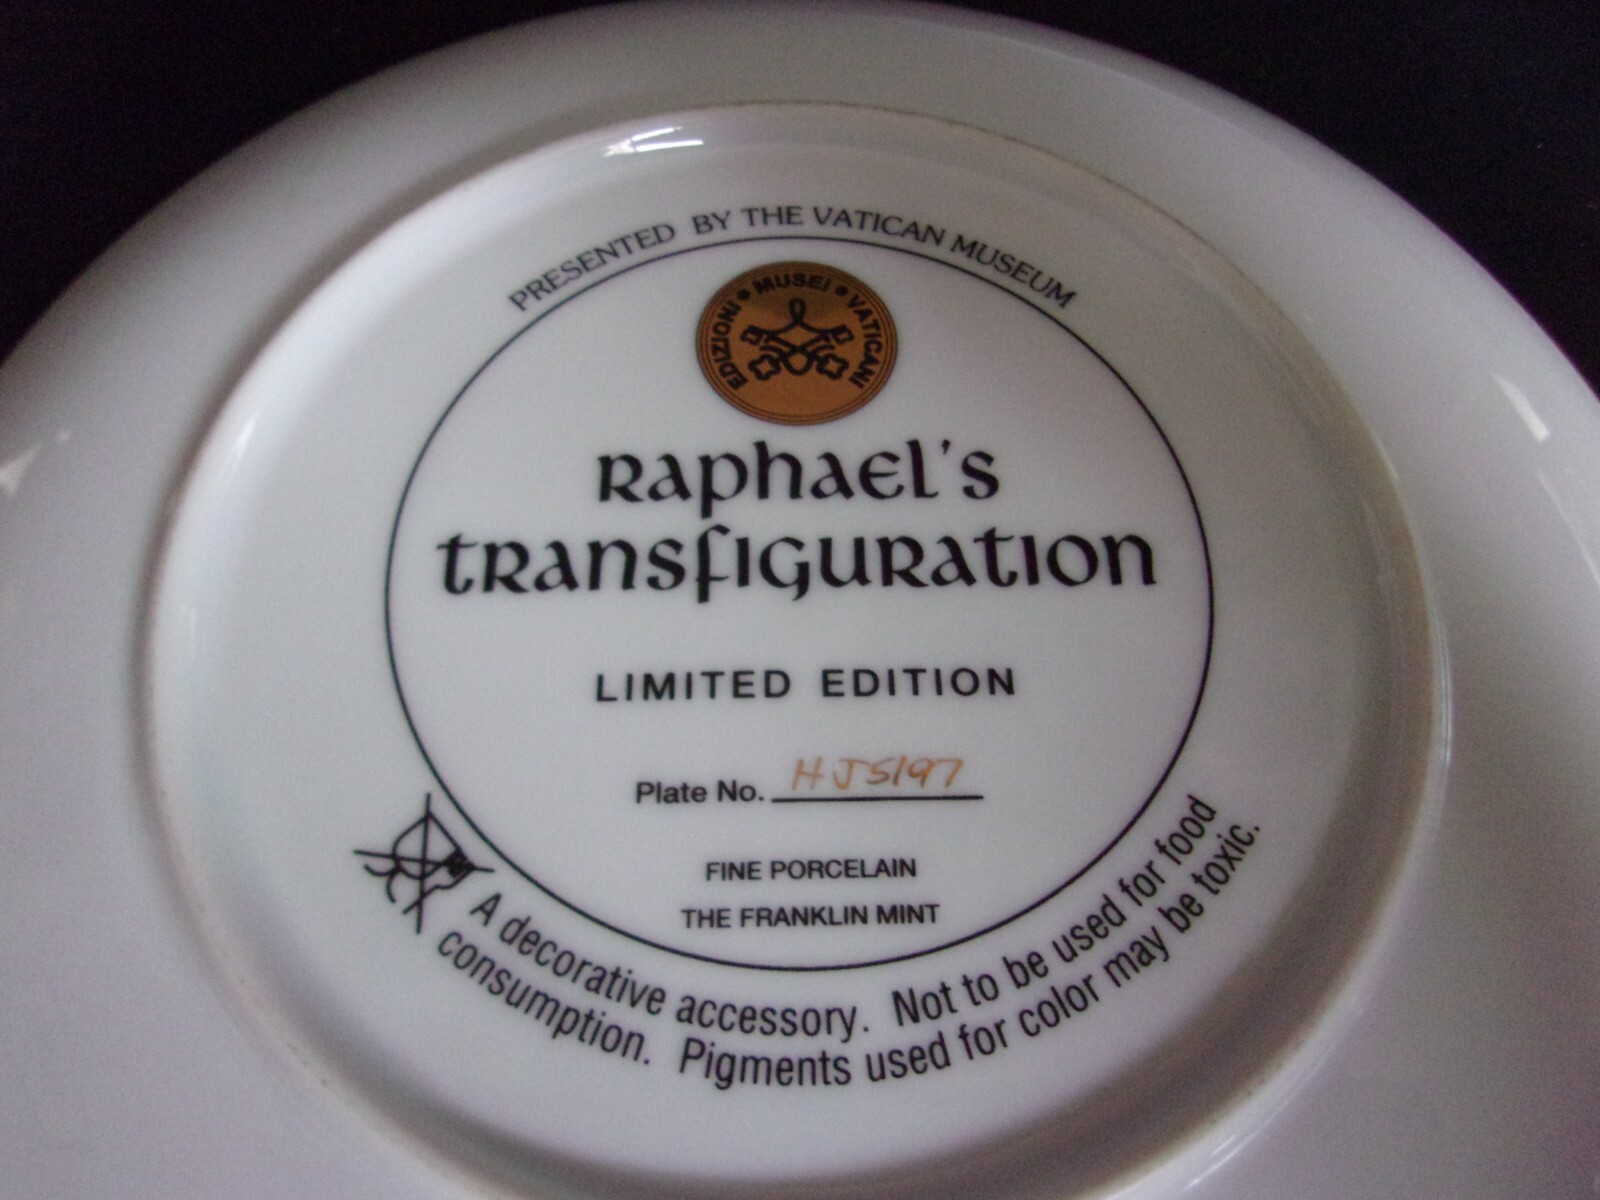 PRESENTED BY THE VATICAN MUSEUM
EDIZIONI • MUSEI • VATICANI
Raphael's
Transfiguration
LIMITED EDITION
Plate No. HJ5197
FINE PORCELAIN
THE FRANKLIN MINT
A decorative accessory. Not to be used for food
consumption. Pigments used for color may be toxic.